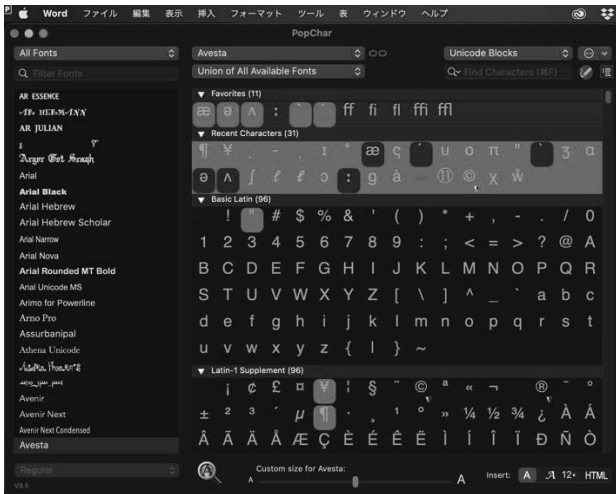 Word ファイル 編集 表示 挿入 フォーマット ツール 表 ウィンドウ ヘルプ
PopChar
All Fonts
Avesta
Unicode Blocks
Filter Fonts
Union of All Available Fonts
Find Characters (⌘F)
AR ESSENCE
AR HERMANN
AR JULIAN
Arial
Arial Black
Arial Hebrew
Arial Hebrew Scholar
Arial Narrow
Arial Nova
Arial Rounded MT Bold
Arial Unicode MS
Arimo for Powerline
Arno Pro
Assurbanipal
Athena Unicode
Avenir
Avenir Next
Avenir Next Condensed
Avesta
Regular
V9.5
▼ Favorites (11)
æ ə ʌ ː ˋ ˊ ff fi fl ffi ffl
▼ Recent Characters (31)
▼ Basic Latin (96)
! " # $ % & ' ( ) * + , - . / 0
1 2 3 4 5 6 7 8 9 : ; < = > ? @ A
B C D E F G H I J K L M N O P Q R
S T U V W X Y Z [ \ ] ^ _ ` a b c
d e f g h i j k l m n o p q r s t
u v w x y z { | } ~
▼ Latin-1 Supplement (96)
¡ ¢ £ ¤ ¥ ¦ § ¨ © ª « ¬ ® ¯ °
± ² ³ ´ µ ¶ · ¸ ¹ º » ¼ ½ ¾ ¿ À Á
Â Ã Ä Å Æ Ç È É Ê Ë Ì Í Î Ï Ð Ñ Ò
Custom size for Avesta:
A A
Insert: A A 12+ HTML